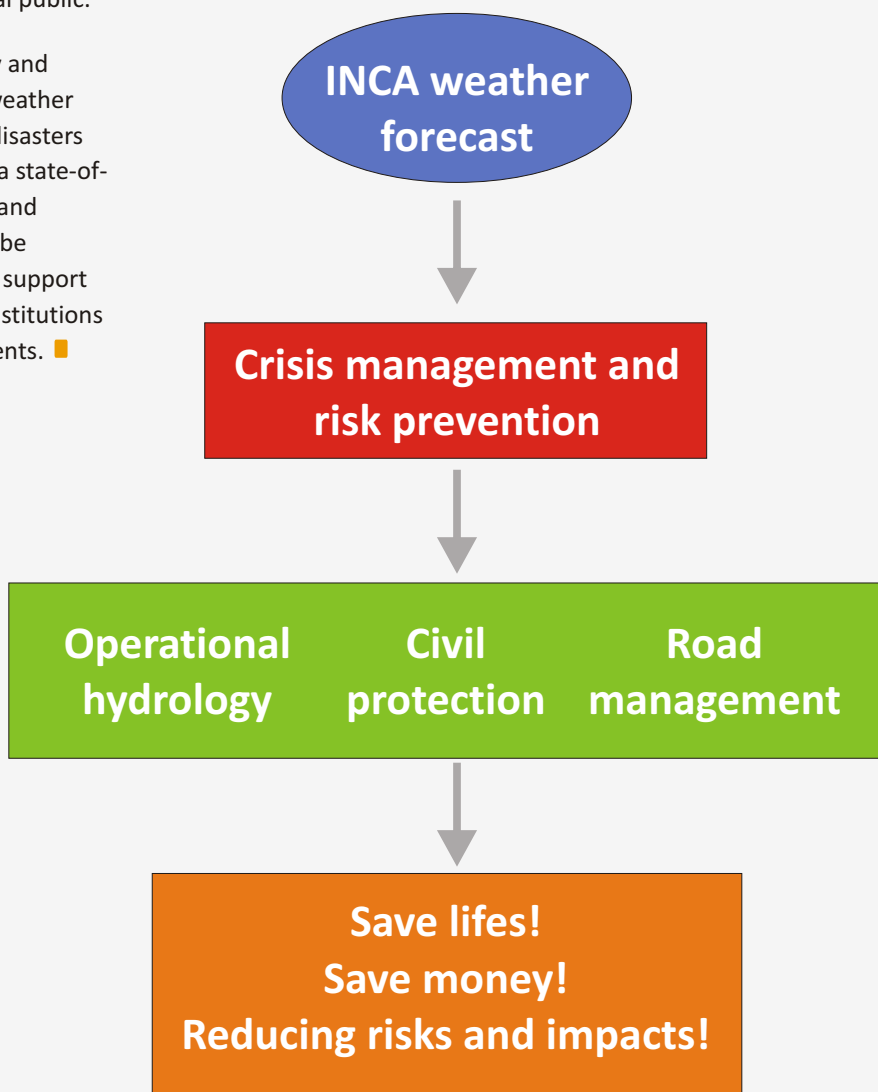 al public.
and
weather
disasters
a state-of-
and
be
support
stitutions
ents.
INCA weather
forecast
Crisis management and
risk prevention
Operational
hydrology
Civil
protection
Road
management
Save lifes!
Save money!
Reducing risks and impacts!